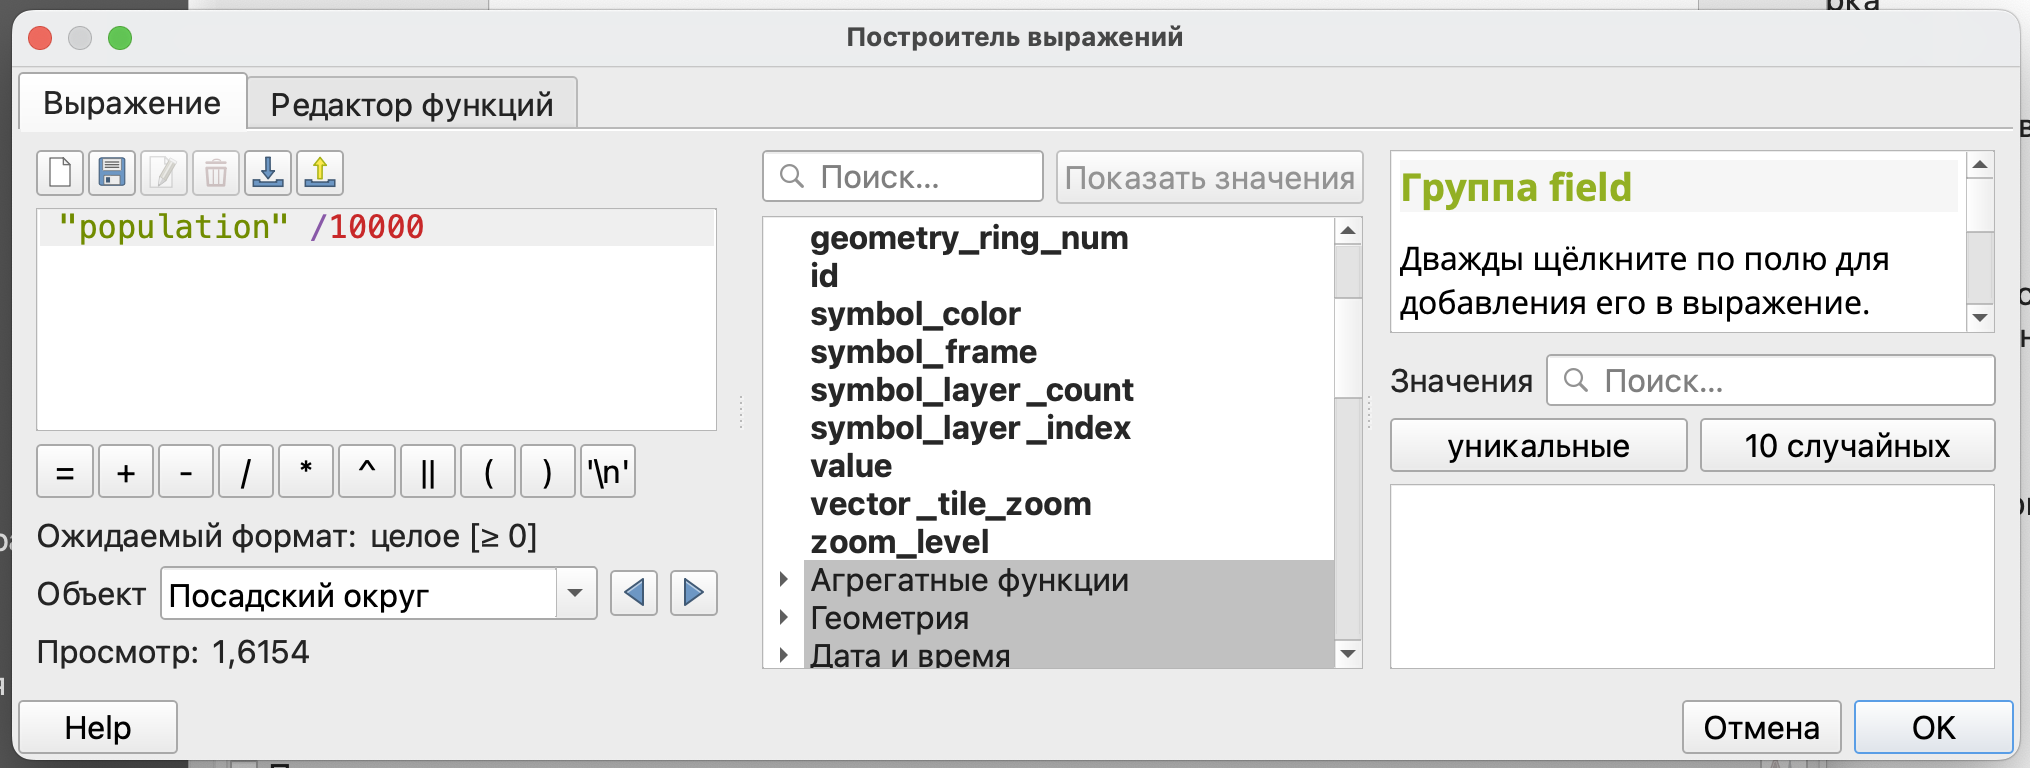 Построитель выражений
Выражение
Редактор функций
"population" /10000
= + - / * ^ || ( ) '\n'
Ожидаемый формат: целое [≥ 0]
Объект Посадский округ
Просмотр: 1,6154
Help
Поиск...
Показать значения
geometry_ring_num
id
symbol_color
symbol_frame
symbol_layer_count
symbol_layer_index
value
vector_tile_zoom
zoom_level
Агрегатные функции
Геометрия
Дата и время
Группа field
Дважды щёлкните по полю для
добавления его в выражение.
Значения Поиск...
уникальные
10 случайных
Отмена
OK